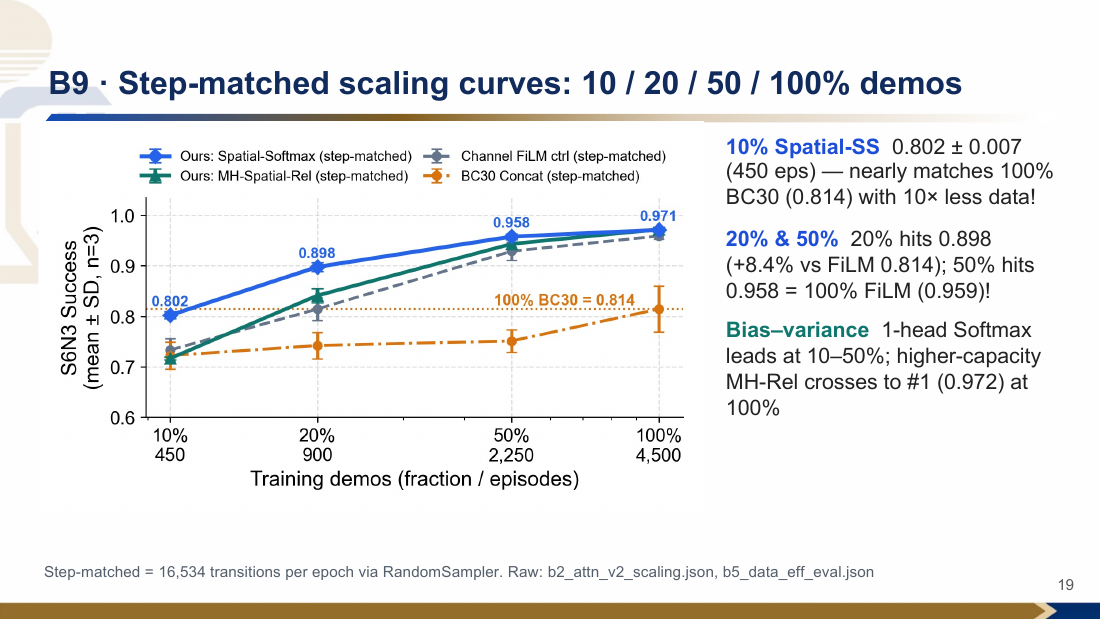 B9 · Step-matched scaling curves: 10 / 20 / 50 / 100% demos
Ours: Spatial-Softmax (step-matched)
Ours: MH-Spatial-Rel (step-matched)
Channel FiLM ctrl (step-matched)
BC30 Concat (step-matched)
S6N3 Success
(mean ± SD, n=3)
1.0
0.9
0.8
0.7
0.6
0.802
0.898
0.958
0.971
100% BC30 = 0.814
10%
450
20%
900
50%
2,250
100%
4,500
Training demos (fraction / episodes)
10% Spatial-SS 0.802 ± 0.007
(450 eps) — nearly matches 100%
BC30 (0.814) with 10× less data!
20% & 50% 20% hits 0.898
(+8.4% vs FiLM 0.814); 50% hits
0.958 = 100% FiLM (0.959)!
Bias–variance 1-head Softmax
leads at 10–50%; higher-capacity
MH-Rel crosses to #1 (0.972) at
100%
Step-matched = 16,534 transitions per epoch via RandomSampler. Raw: b2_attn_v2_scaling.json, b5_data_eff_eval.json
19